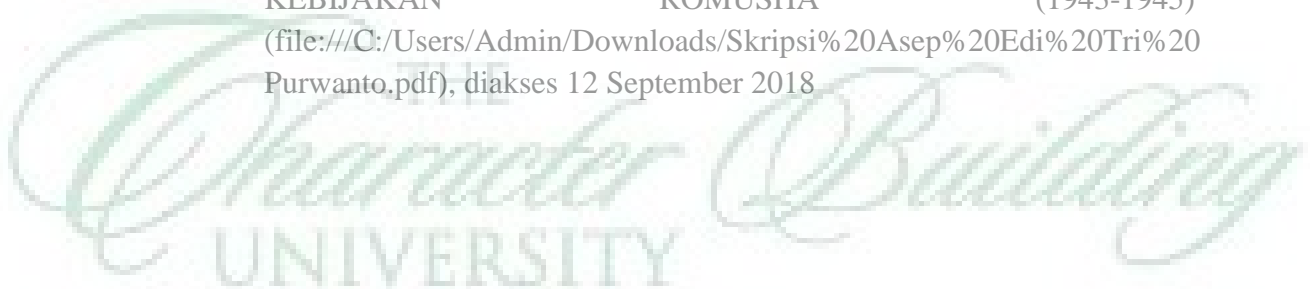 KEBIJAKAN ROMUSHA (1943-1945)
(file:///C:/Users/Admin/Downloads/Skripsi%20Asep%20Edi%20Tri%20
Purwanto.pdf), diakses 12 September 2018
THE
Character Building
UNIVERSITY